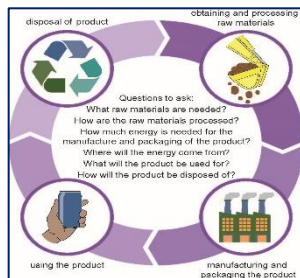 disposal of product
obtaining and processing
raw materials
Questions to ask:
What raw materials are needed?
How are the raw materials processed?
How much energy is needed for the
manufacture and packaging of the product?
Where will the energy come from?
What will the product be used for?
How will the product be disposed of?
using the product
manufacturing and
packaging the product